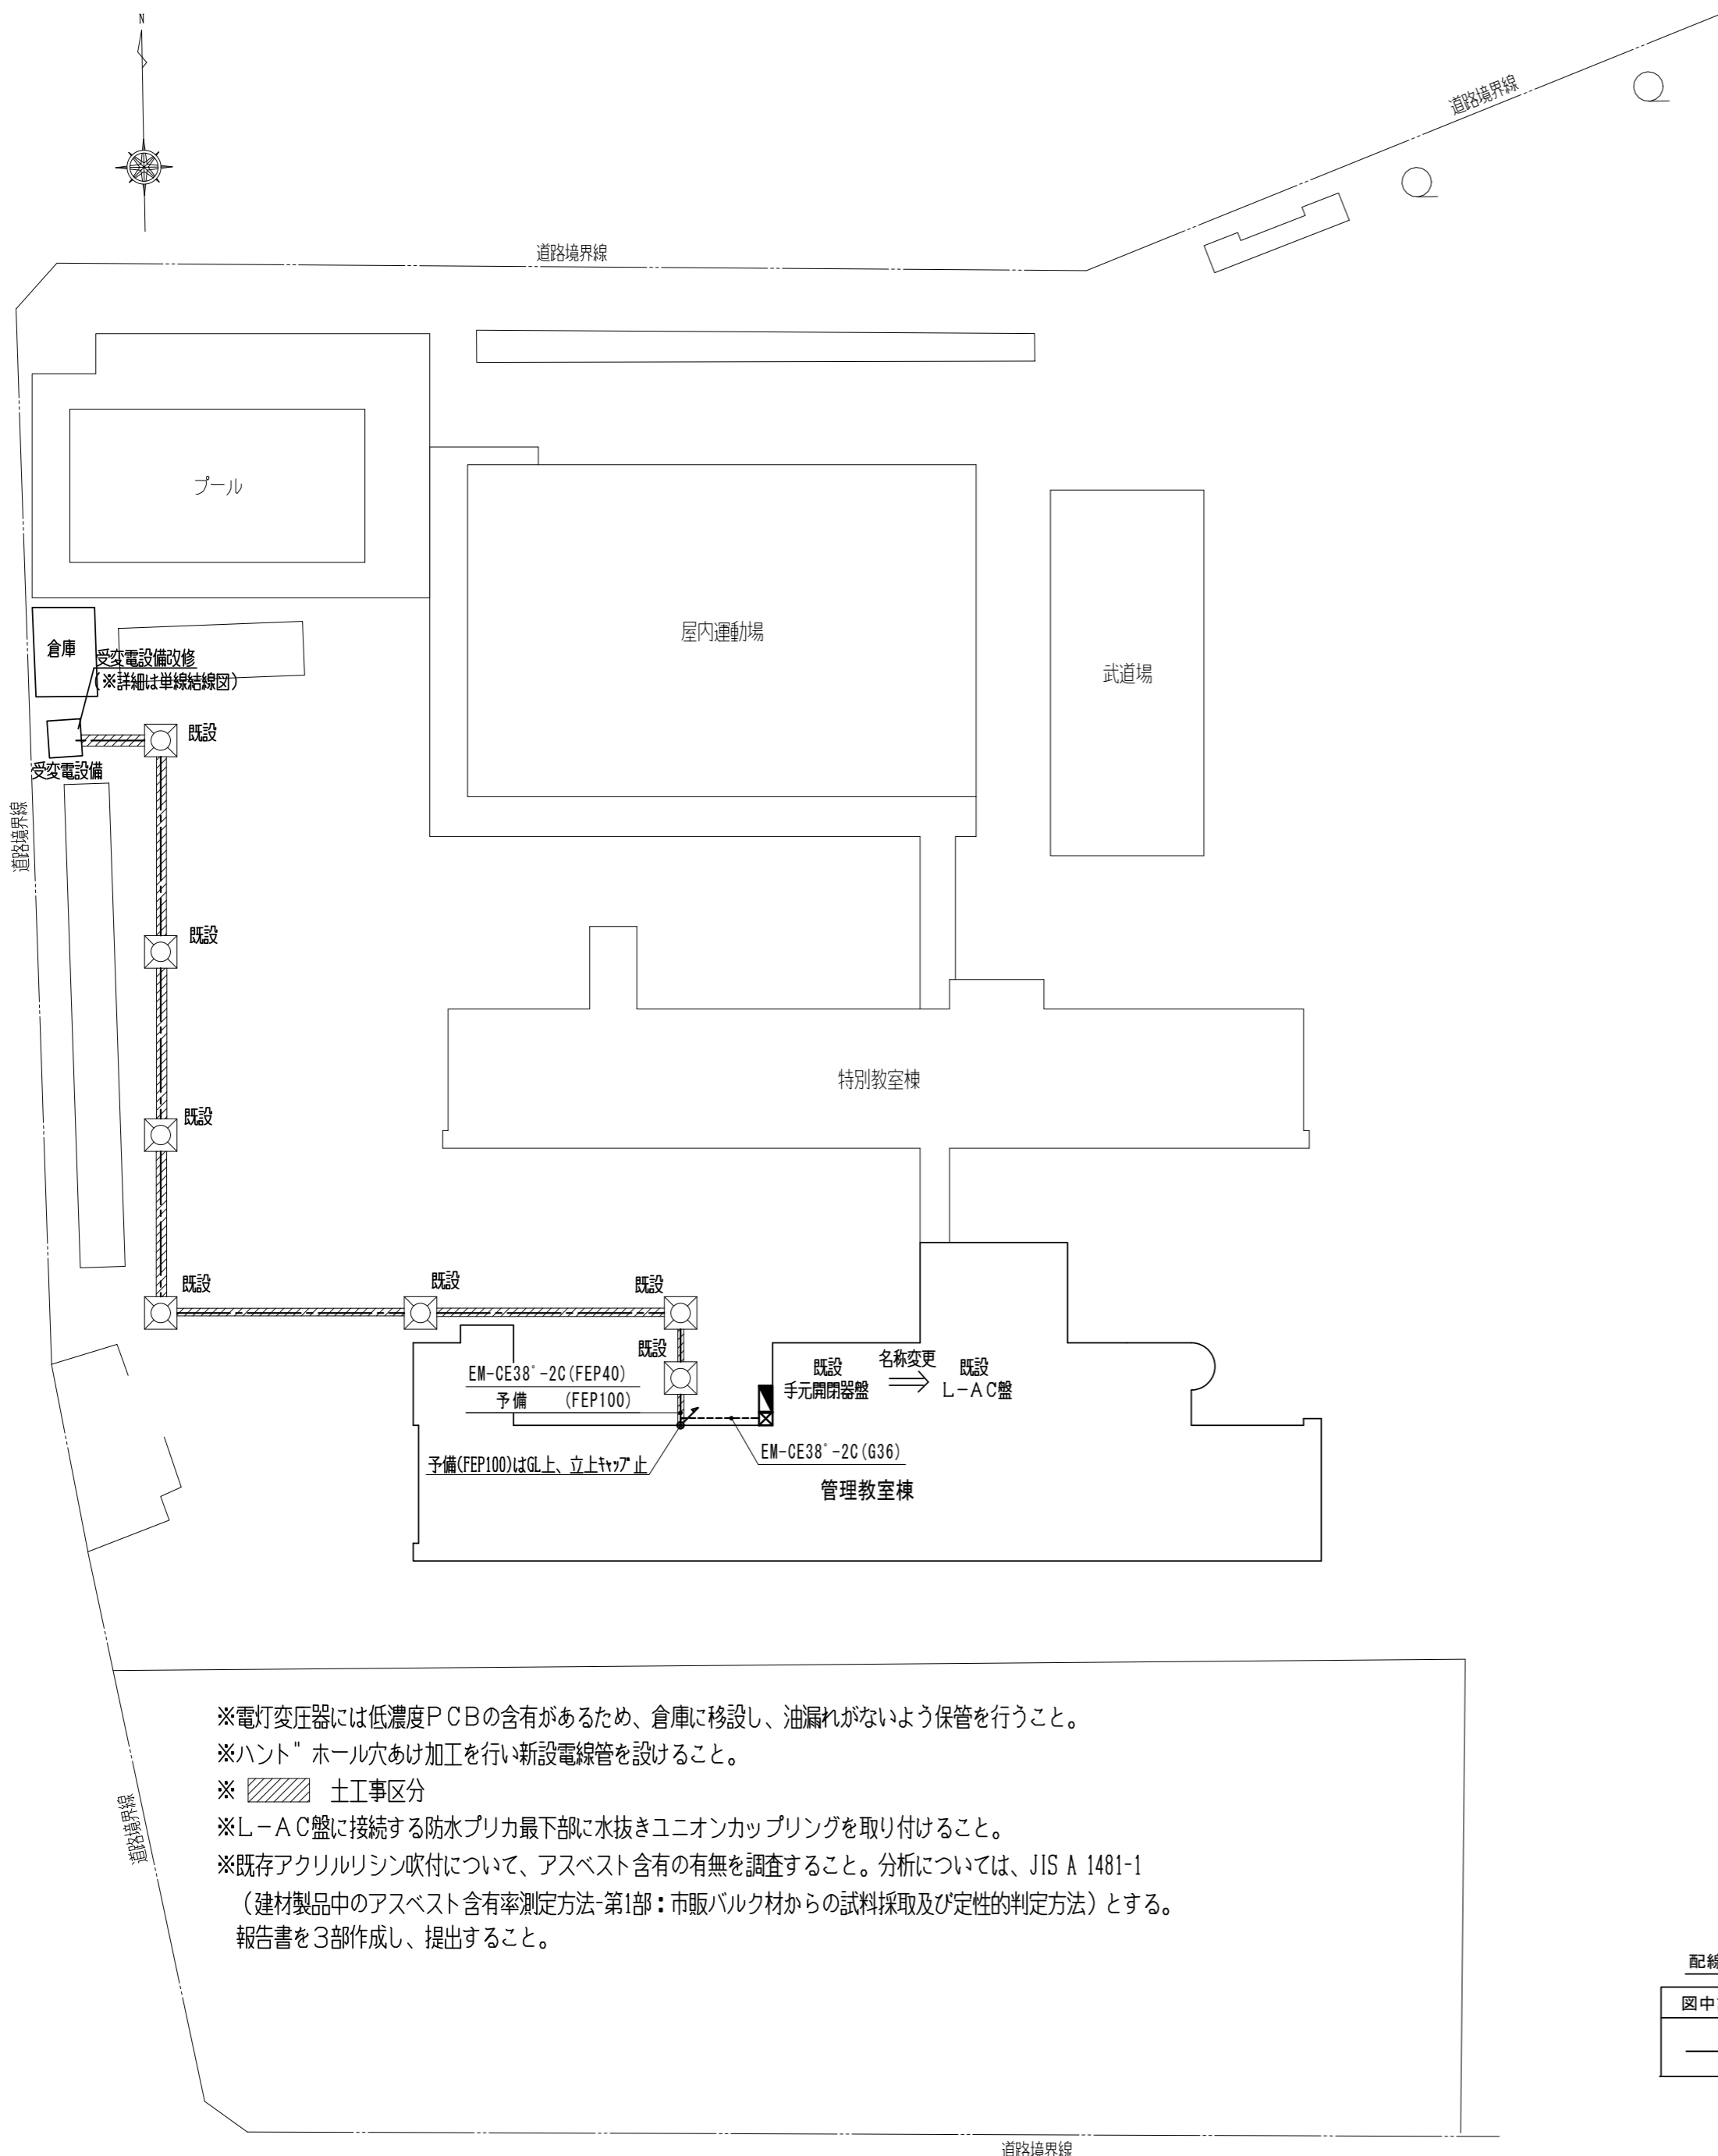 N
道路境界線
道路境界線
プール
屋内運動場
武道場
倉庫
受変電設備改修
(※詳細は単線結線図)
既設
受変電設備
道路境界線
既設
特別教室棟
既設
既設
既設
既設
既設
EM-CE38°-2C(FEP40)
予備 (FEP100)
既設
手元開閉器盤
名称変更
既設
L-AC盤
予備(FEP100)はGL上、立上ｷｬｯﾌﾟ止
EM-CE38°-2C(G36)
管理教室棟
※電灯変圧器には低濃度PCBの含有があるため、倉庫に移設し、油漏れがないよう保管を行うこと。
※ハント゛ホール穴あけ加工を行い新設電線管を設けること。
※ 土工事区分
※L-AC盤に接続する防水プリカ最下部に水抜きユニオンカップリングを取り付けること。
※既存アクリルリシン吹付について、アスベスト含有の有無を調査すること。分析については、JIS A 1481-1
(建材製品中のアスベスト含有率測定方法-第1部：市販バルク材からの試料採取及び定性的判定方法)とする。
報告書を3部作成し、提出すること。
道路境界線
配線
図中
道路境界線